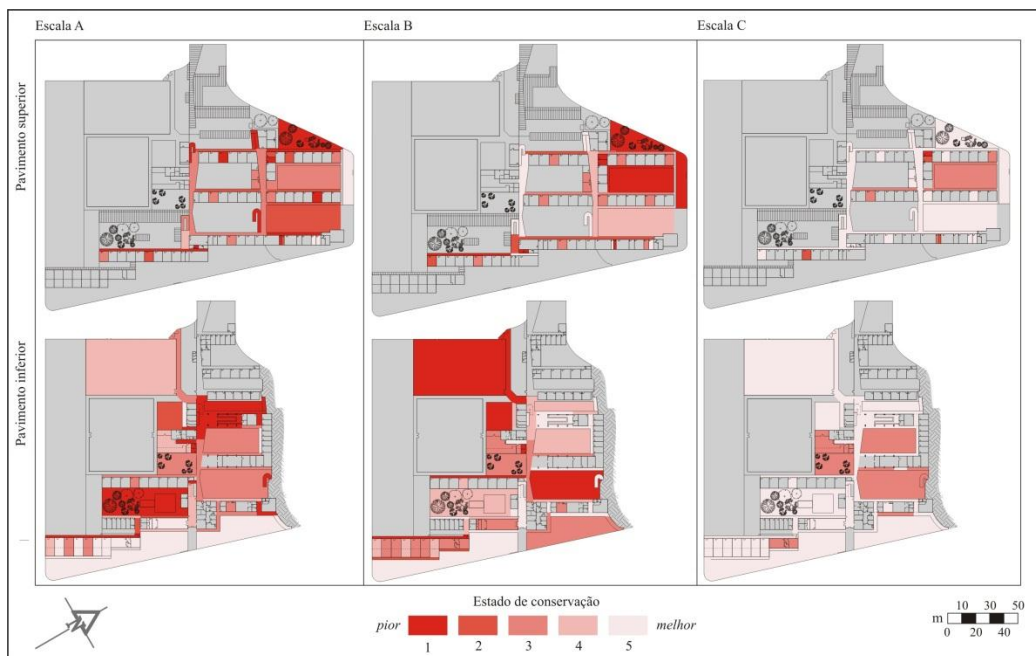 Escala A
Escala B
Escala C
Pavimento superior
Pavimento inferior
Estado de conservação
pior
melhor
1 2 3 4 5
m
10 30 50
20 40